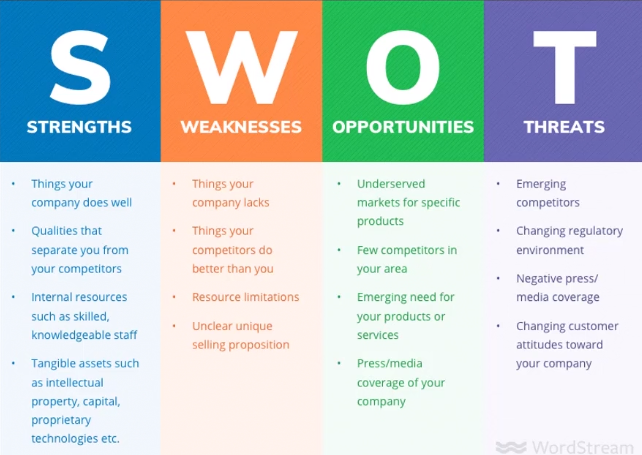 S
STRENGTHS
• Things your
company does well
• Qualities that
separate you from
your competitors
• Internal resources
such as skilled,
knowledgeable staff
• Tangible assets such
as intellectual
property, capital,
proprietary
technologies etc.
W
WEAKNESSES
• Things your
company lacks
• Things your
competitors do
better than you
• Resource limitations
• Unclear unique
selling proposition
O
OPPORTUNITIES
• Underserved
markets for specific
products
• Few competitors in
your area
• Emerging need for
your products or
services
• Press/media
coverage of your
company
T
THREATS
• Emerging
competitors
• Changing regulatory
environment
• Negative press/
media coverage
• Changing customer
attitudes toward
your company
WordStream